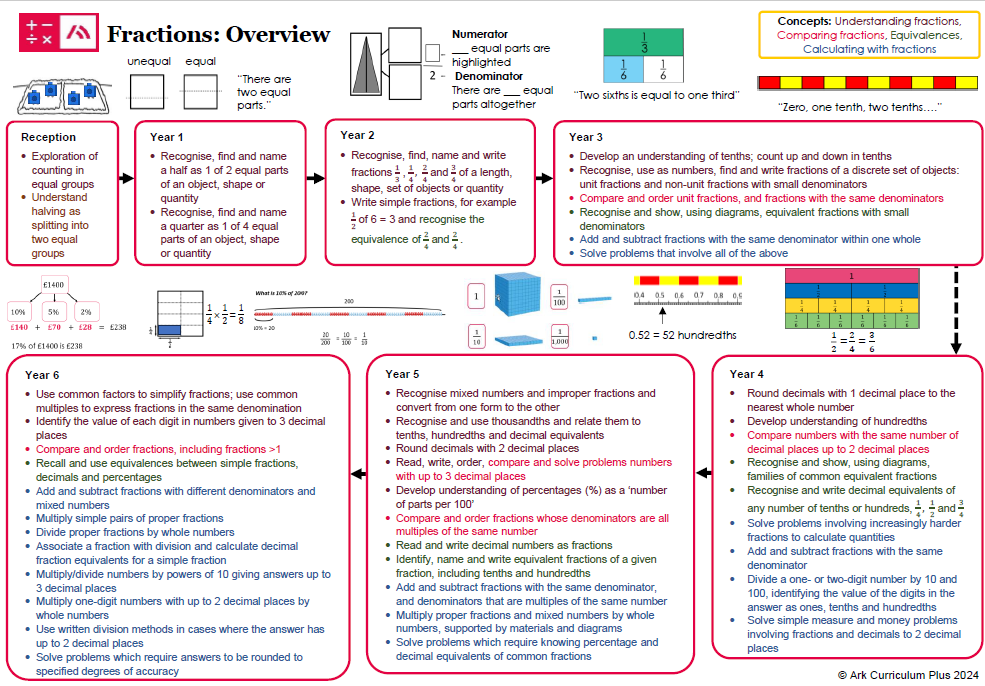 Fractions: Overview
unequal equal
"There are
two equal
parts."
Numerator
___ equal parts are
highlighted
2 - Denominator
There are ___ equal
parts altogether
1/3
1/6 1/6
"Two sixths is equal to one third"
Concepts: Understanding fractions,
Comparing fractions, Equivalences,
Calculating with fractions
"Zero, one tenth, two tenths...."
Reception
• Exploration of
counting in
equal groups
• Understand
halving as
splitting into
two equal
groups
Year 1
• Recognise, find and name
a half as 1 of 2 equal parts
of an object, shape or
quantity
• Recognise, find and name
a quarter as 1 of 4 equal
parts of an object, shape
or quantity
Year 2
• Recognise, find, name and write
fractions 1/3, 1/4, 2/4 and 3/4 of a length,
shape, set of objects or quantity
• Write simple fractions, for example
1/2 of 6 = 3 and recognise the
equivalence of 2/4 and 2/4.
Year 3
• Develop an understanding of tenths; count up and down in tenths
• Recognise, use as numbers, find and write fractions of a discrete set of objects:
unit fractions and non-unit fractions with small denominators
• Compare and order unit fractions, and fractions with the same denominators
• Recognise and show, using diagrams, equivalent fractions with small
denominators
• Add and subtract fractions with the same denominator within one whole
• Solve problems that involve all of the above
£1400
10% 5% 2%
£140 + £70 + £28 = £238
17% of £1400 is £238
1/4 × 1/2 = 1/8
What is 10% of 200?
200
10% = 20
20/200 = 10/100 = 1/10
1 1/100
1/10 1/1,000
0.4 0.5 0.6 0.7 0.8 0.9
0.52 = 52 hundredths
1
1/2 1/2
1/4 1/4 1/4 1/4
1/6 1/6 1/6 1/6 1/6 1/6
1/2 = 2/4 = 3/6
Year 6
• Use common factors to simplify fractions; use common
multiples to express fractions in the same denomination
• Identify the value of each digit in numbers given to 3 decimal
places
• Compare and order fractions, including fractions >1
• Recall and use equivalences between simple fractions,
decimals and percentages
• Add and subtract fractions with different denominators and
mixed numbers
• Multiply simple pairs of proper fractions
• Divide proper fractions by whole numbers
• Associate a fraction with division and calculate decimal
fraction equivalents for a simple fraction
• Multiply/divide numbers by powers of 10 giving answers up to
3 decimal places
• Multiply one-digit numbers with up to 2 decimal places by
whole numbers
• Use written division methods in cases where the answer has
up to 2 decimal places
• Solve problems which require answers to be rounded to
specified degrees of accuracy
Year 5
• Recognise mixed numbers and improper fractions and
convert from one form to the other
• Recognise and use thousandths and relate them to
tenths, hundredths and decimal equivalents
• Round decimals with 2 decimal places
• Read, write, order, compare and solve problems numbers
with up to 3 decimal places
• Develop understanding of percentages (%) as a 'number
of parts per 100'
• Compare and order fractions whose denominators are all
multiples of the same number
• Read and write decimal numbers as fractions
• Identify, name and write equivalent fractions of a given
fraction, including tenths and hundredths
• Add and subtract fractions with the same denominator,
and denominators that are multiples of the same number
• Multiply proper fractions and mixed numbers by whole
numbers, supported by materials and diagrams
• Solve problems which require knowing percentage and
decimal equivalents of common fractions
Year 4
• Round decimals with 1 decimal place to the
nearest whole number
• Develop understanding of hundredths
• Compare numbers with the same number of
decimal places up to 2 decimal places
• Recognise and show, using diagrams,
families of common equivalent fractions
• Recognise and write decimal equivalents of
any number of tenths or hundreds, 1/4, 1/2 and 3/4
• Solve problems involving increasingly harder
fractions to calculate quantities
• Add and subtract fractions with the same
denominator
• Divide a one- or two-digit number by 10 and
100, identifying the value of the digits in the
answer as ones, tenths and hundredths
• Solve simple measure and money problems
involving fractions and decimals to 2 decimal
places
© Ark Curriculum Plus 2024